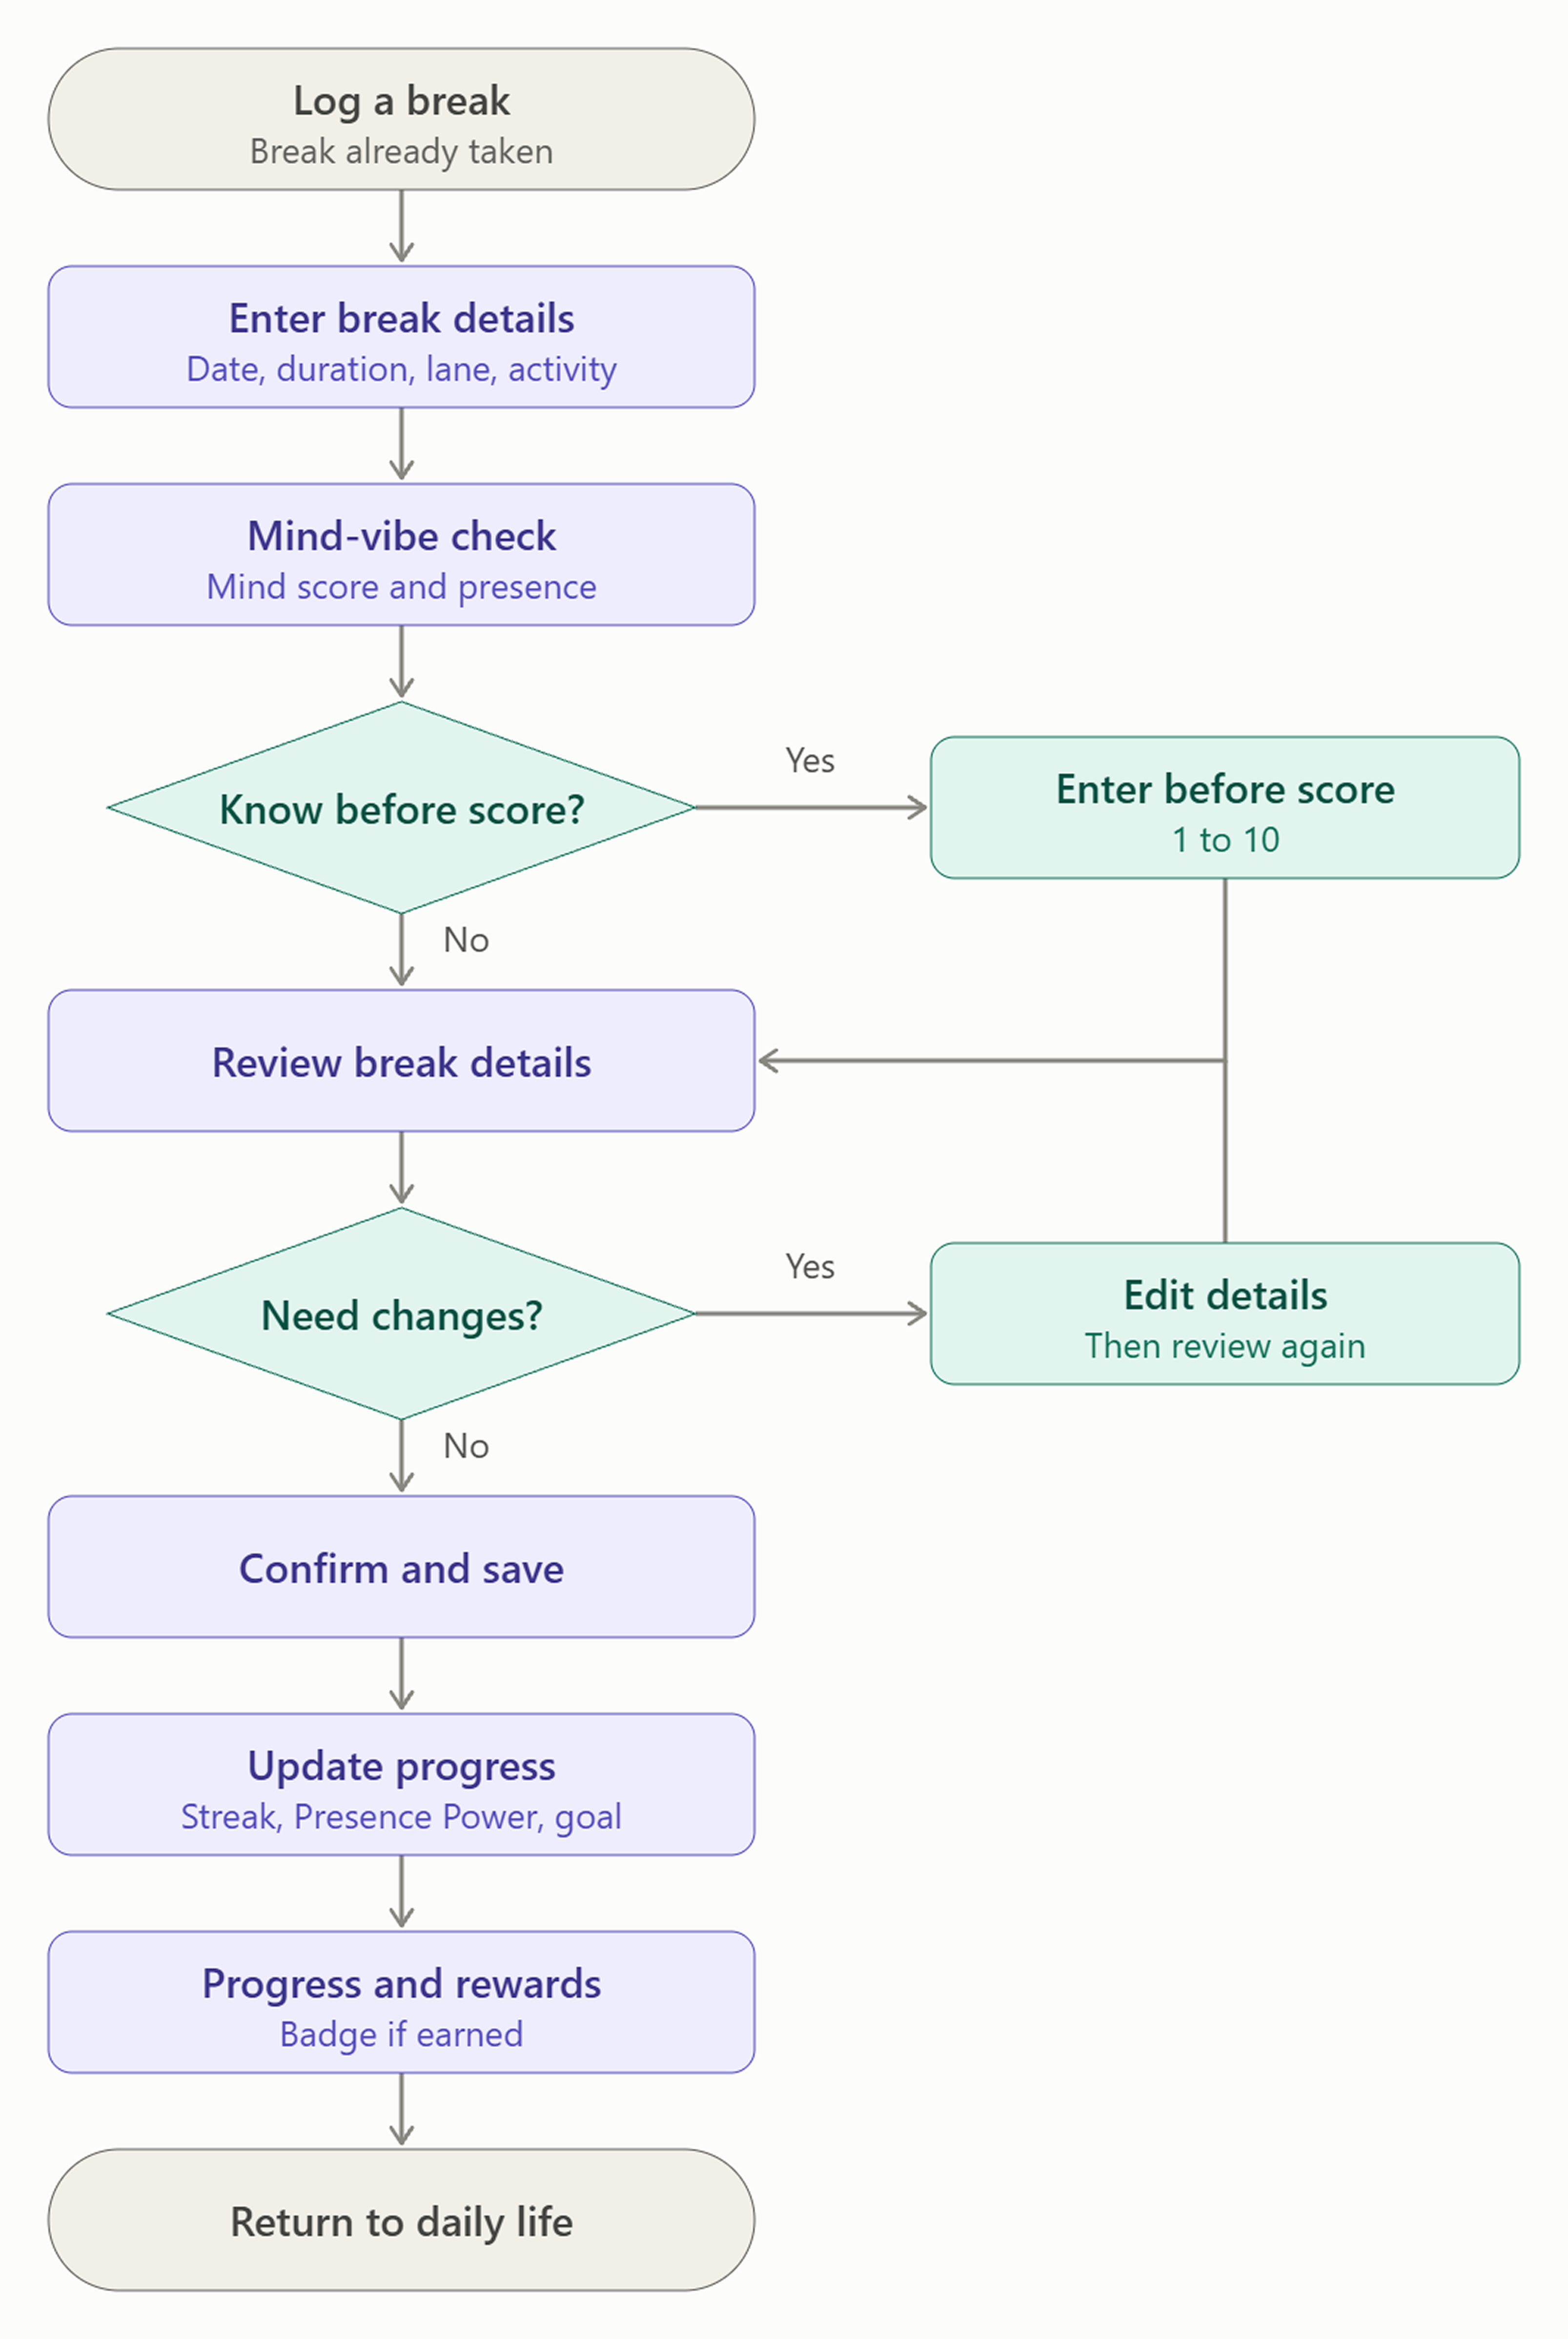 Log a break
Break already taken
Enter break details
Date, duration, lane, activity
Mind-vibe check
Mind score and presence
Know before score?
Yes
Enter before score
1 to 10
No
Review break details
Need changes?
Yes
Edit details
Then review again
No
Confirm and save
Update progress
Streak, Presence Power, goal
Progress and rewards
Badge if earned
Return to daily life